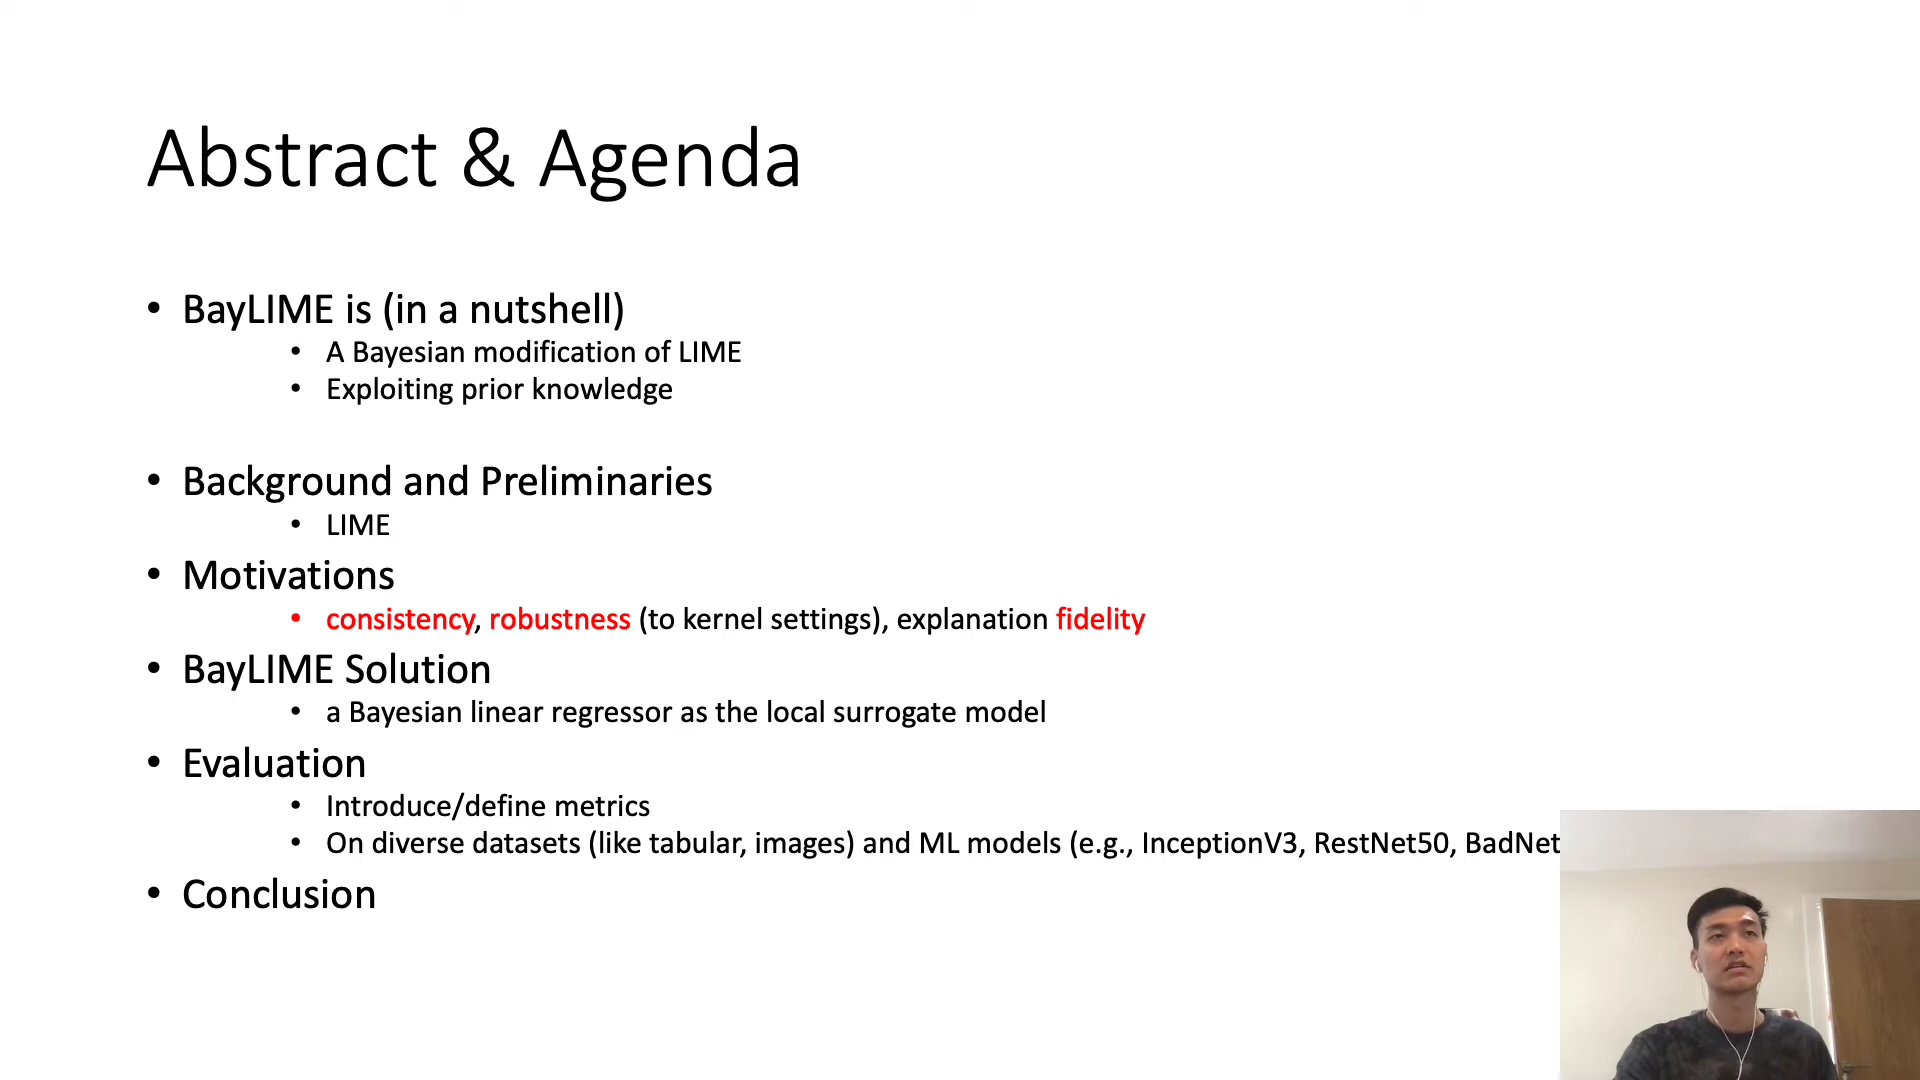 Abstract & Agenda
• BayLIME is (in a nutshell)
• A Bayesian modification of LIME
• Exploiting prior knowledge
• Background and Preliminaries
• LIME
• Motivations
• consistency, robustness (to kernel settings), explanation fidelity
• BayLIME Solution
• a Bayesian linear regressor as the local surrogate model
• Evaluation
• Introduce/define metrics
• On diverse datasets (like tabular, images) and ML models (e.g., InceptionV3, RestNet50, BadNet
• Conclusion